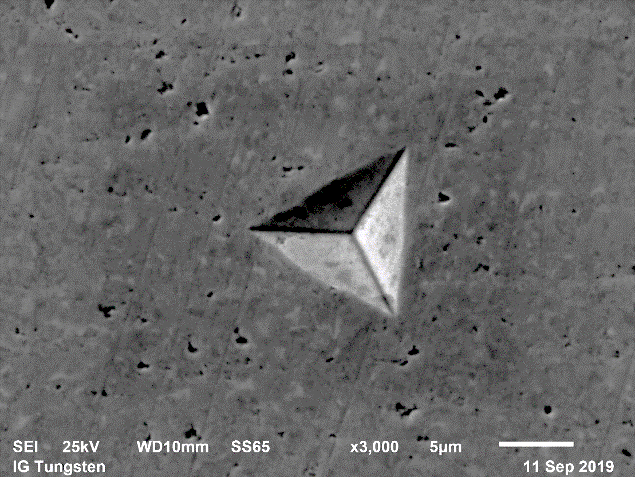 SEI 25kV WD10mm SS65 x3,000 5µm
IG Tungsten 11 Sep 2019